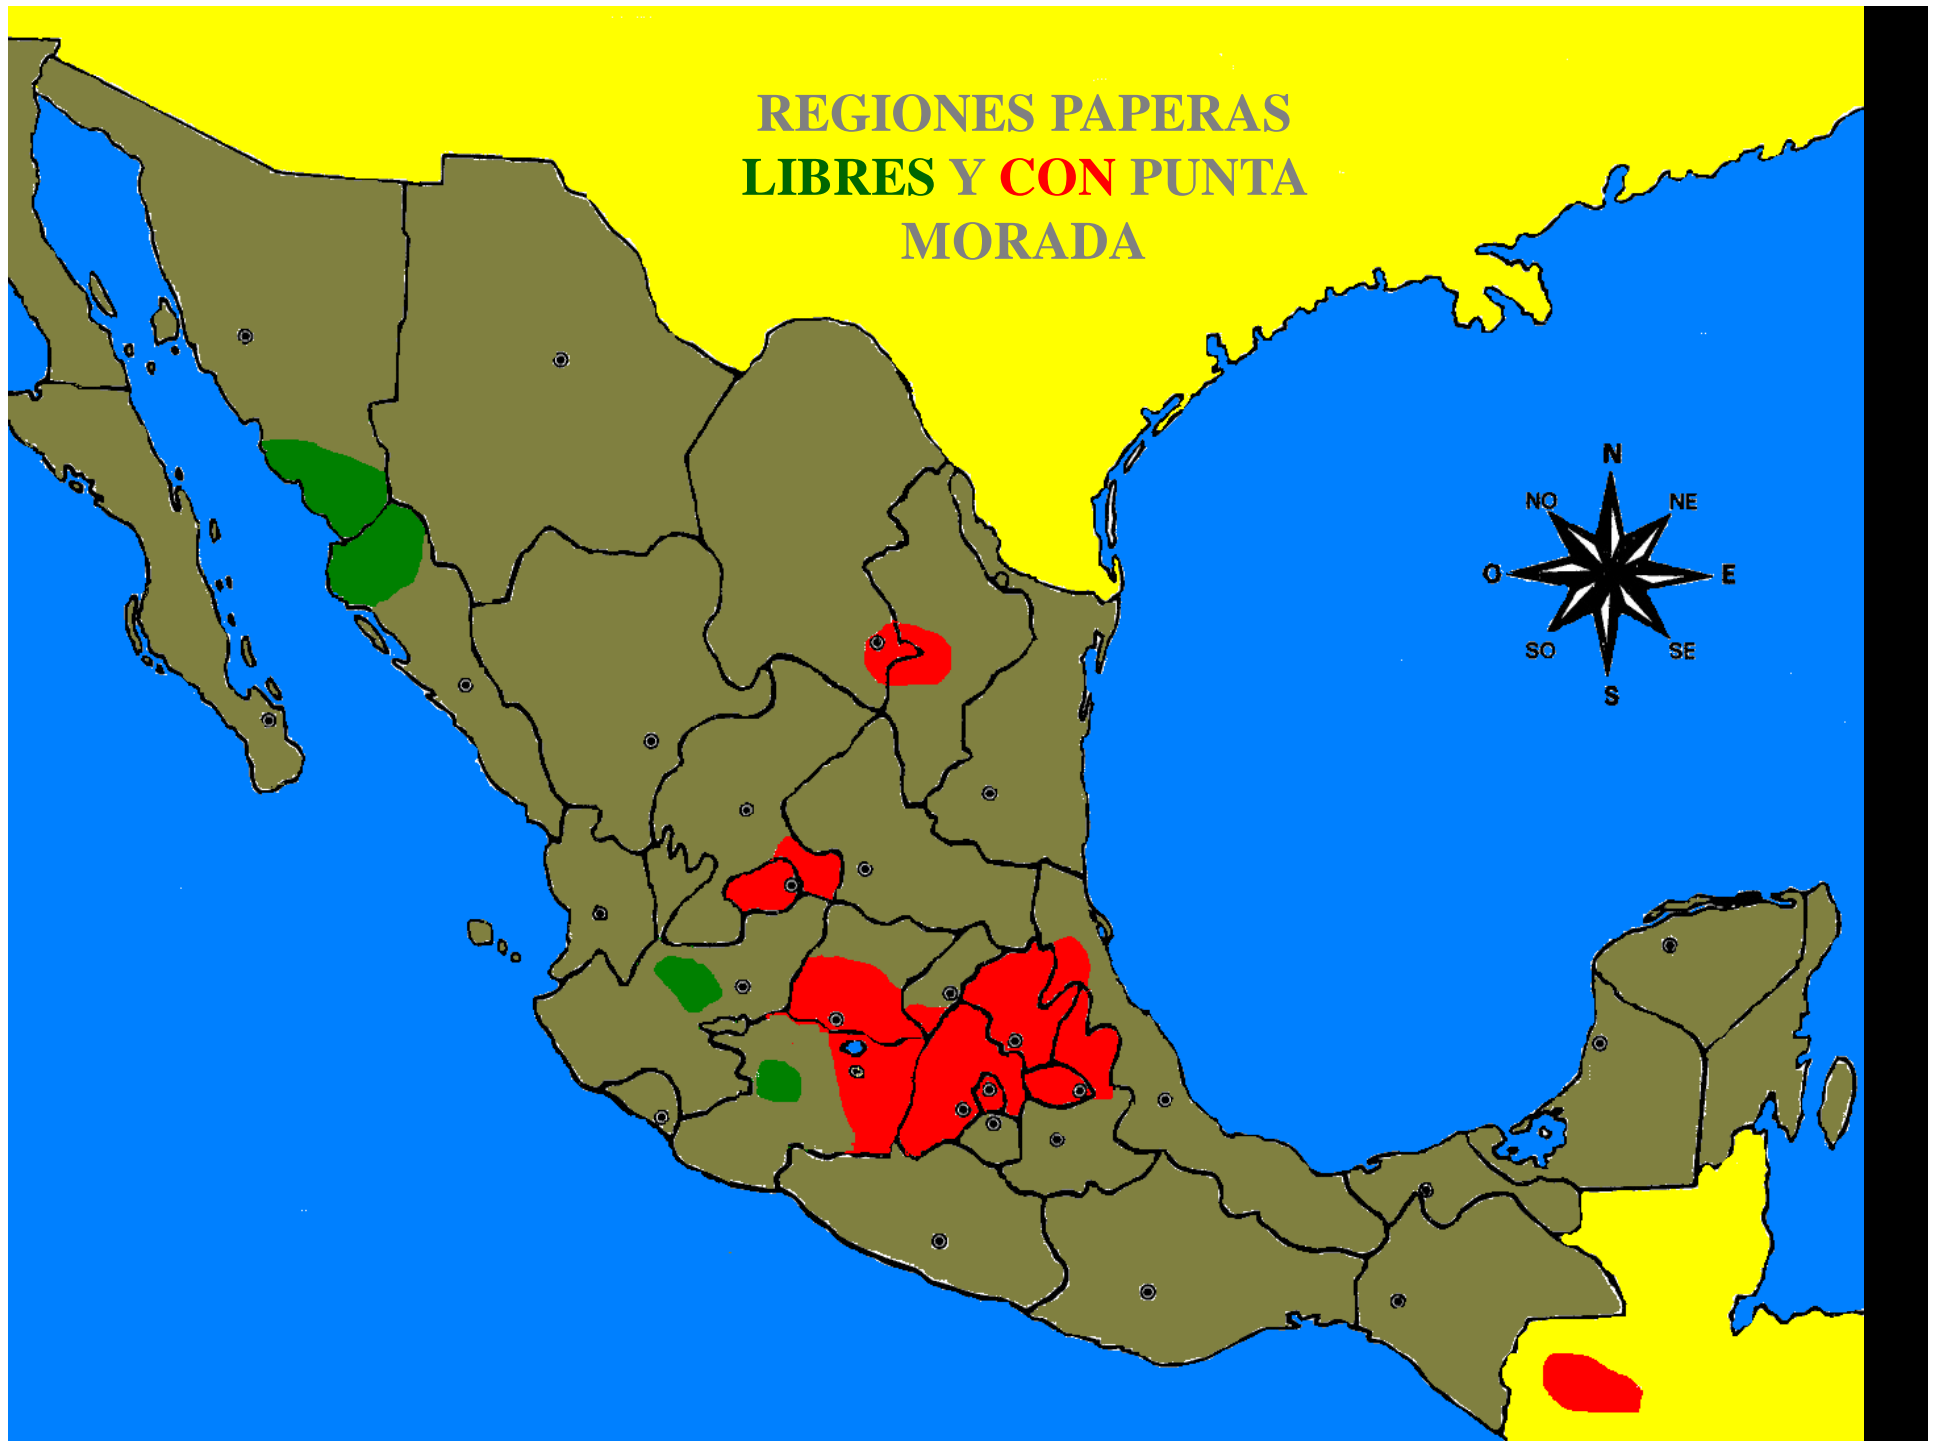 REGIONES PAPERAS
LIBRES Y CON PUNTA
MORADA
N
NO NE
O E
SO SE
S